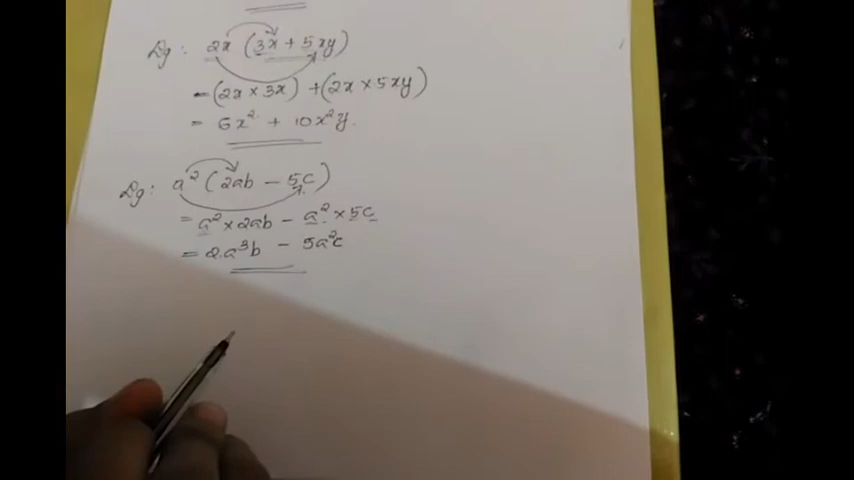 Eg: 2x (3x + 5xy)
= (2x × 3x) + (2x × 5xy)
= 6x² + 10x²y.
Eg: a² (2ab - 5c)
= a² × 2ab - a² × 5c
= 2a³b - 5a²c